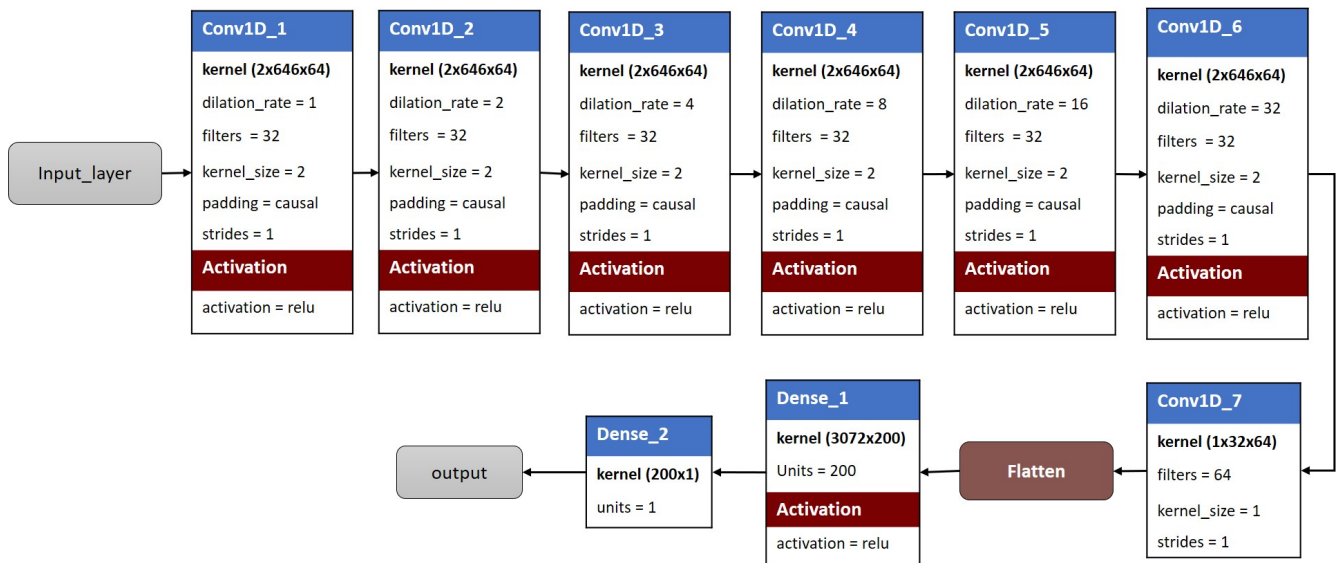 Input_layer
Conv1D_1
kernel (2x646x64)
dilation_rate = 1
filters = 32
kernel_size = 2
padding = causal
strides = 1
Activation
activation = relu
Conv1D_2
kernel (2x646x64)
dilation_rate = 2
filters = 32
kernel_size = 2
padding = causal
strides = 1
Activation
activation = relu
Conv1D_3
kernel (2x646x64)
dilation_rate = 4
filters = 32
kernel_size = 2
padding = causal
strides = 1
Activation
activation = relu
Conv1D_4
kernel (2x646x64)
dilation_rate = 8
filters = 32
kernel_size = 2
padding = causal
strides = 1
Activation
activation = relu
Conv1D_5
kernel (2x646x64)
dilation_rate = 16
filters = 32
kernel_size = 2
padding = causal
strides = 1
Activation
activation = relu
Conv1D_6
kernel (2x646x64)
dilation_rate = 32
filters = 32
kernel_size = 2
padding = causal
strides = 1
Activation
activation = relu
Conv1D_7
kernel (1x32x64)
filters = 64
kernel_size = 1
strides = 1
Flatten
Dense_1
kernel (3072x200)
Units = 200
Activation
activation = relu
Dense_2
kernel (200x1)
units = 1
output